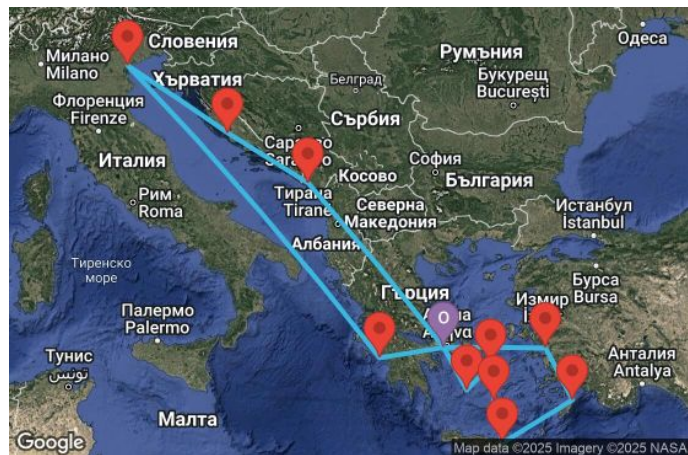 Словения
Милано
Milano
Хърватия
Флоренция
Firenze
Италия
Рим
Roma
Тиренско
море
Палермо
Palermo
Тунис
تونس
Малта
Белград
Сърбия
Косово
Тирана
Tiranë
Северна
Македония
Албания
София
България
Румъния
Букурещ
București
Одеса
Истанбул
İstanbul
Бурса
Bursa
Гърция
O
Измир
Анталия
Antalya
Google
Map data ©2025 Imagery ©2025 NASA